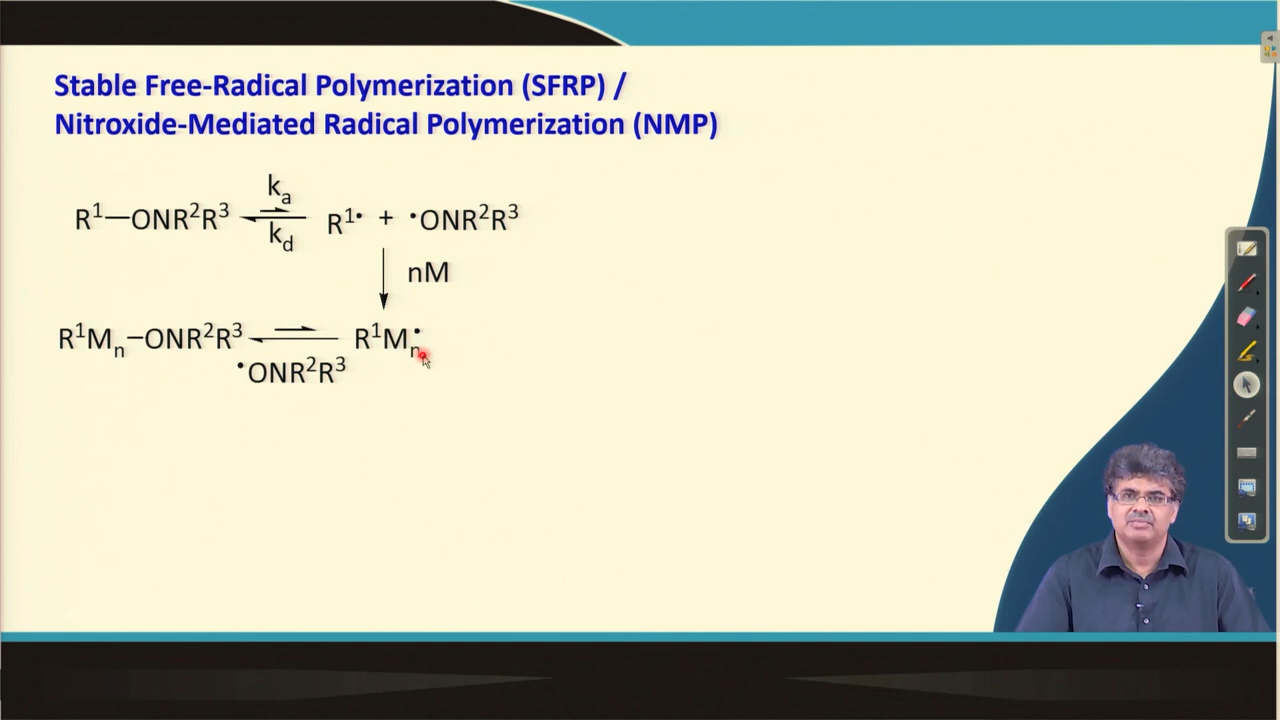 Stable Free-Radical Polymerization (SFRP) /
Nitroxide-Mediated Radical Polymerization (NMP)
kₐ
R¹—ONR²R³ ⇌ R¹• + •ONR²R³
k_d
nM
R¹Mₙ–ONR²R³ ⇌ R¹Mₙ•
•ONR²R³